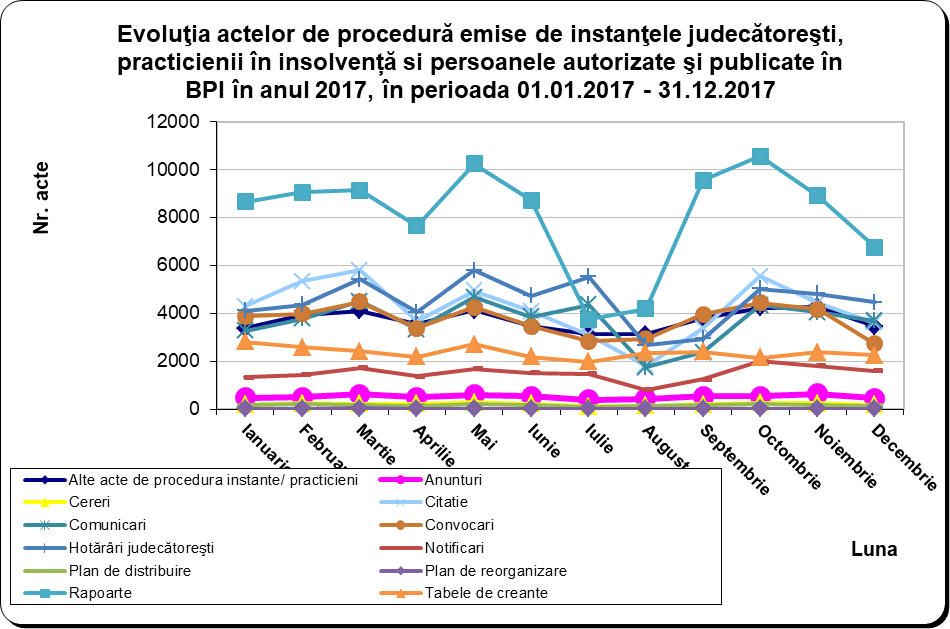 Evoluţia actelor de procedură emise de instanţele judecătoreşti,
practicienii în insolvență si persoanele autorizate şi publicate în
BPI în anul 2017, în perioada 01.01.2017 - 31.12.2017
Nr. acte
12000
10000
8000
6000
4000
2000
0
Martie
Aprilie
Mai
Iunie
Iulie
Septembrie
Octombrie
Noiembrie
Decembrie
Luna
Alte acte de procedura instante/ practicieni
Anunturi
Cereri
Citatie
Comunicari
Convocari
Hotărâri judecătoreşti
Notificari
Plan de distribuire
Plan de reorganizare
Rapoarte
Tabele de creante